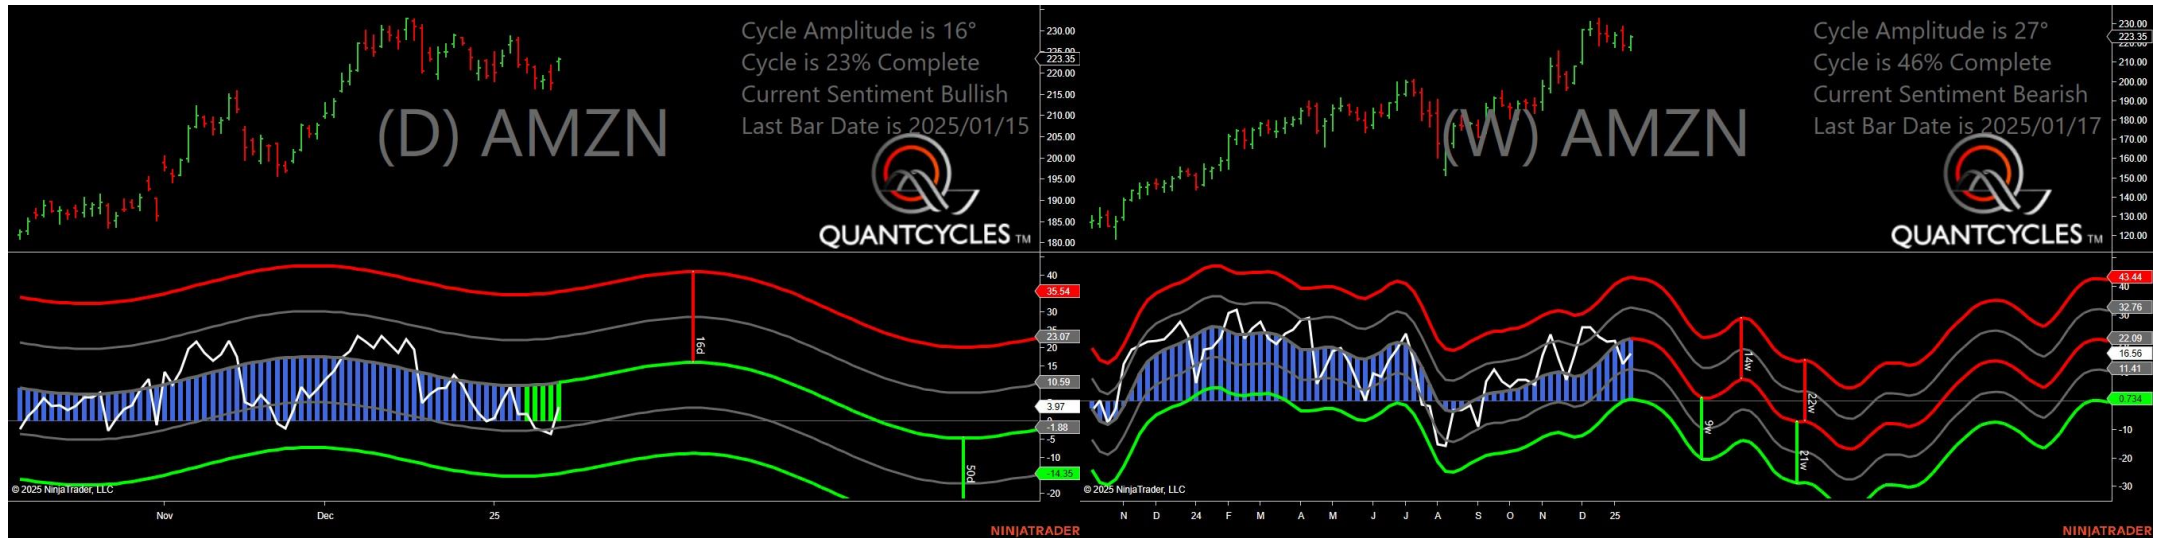 Cycle Amplitude is 16°
Cycle is 23% Complete
Current Sentiment Bullish
Last Bar Date is 2025/01/15
(D) AMZN
QUANTCYCLES TM
230.00
225.00
223.35
220.00
215.00
210.00
205.00
200.00
195.00
190.00
185.00
180.00
40
35.54
30
25
23.07
20
15
10.59
3.97
0
-1.88
-5
-10
-14.35
-20
16d
50d
© 2025 NinjaTrader, LLC
Nov Dec 25
NINJATRADER
Cycle Amplitude is 27°
Cycle is 46% Complete
Current Sentiment Bearish
Last Bar Date is 2025/01/17
(W) AMZN
QUANTCYCLES TM
230.00
223.35
220.00
210.00
200.00
190.00
180.00
170.00
160.00
150.00
140.00
130.00
120.00
43.44
40
32.76
30
22.09
16.56
11.41
0.734
-10
-20
-30
9w
14w
21w
22w
© 2025 NinjaTrader, LLC
N D 24 F M A M J J A S O N D 25
NINJATRADER